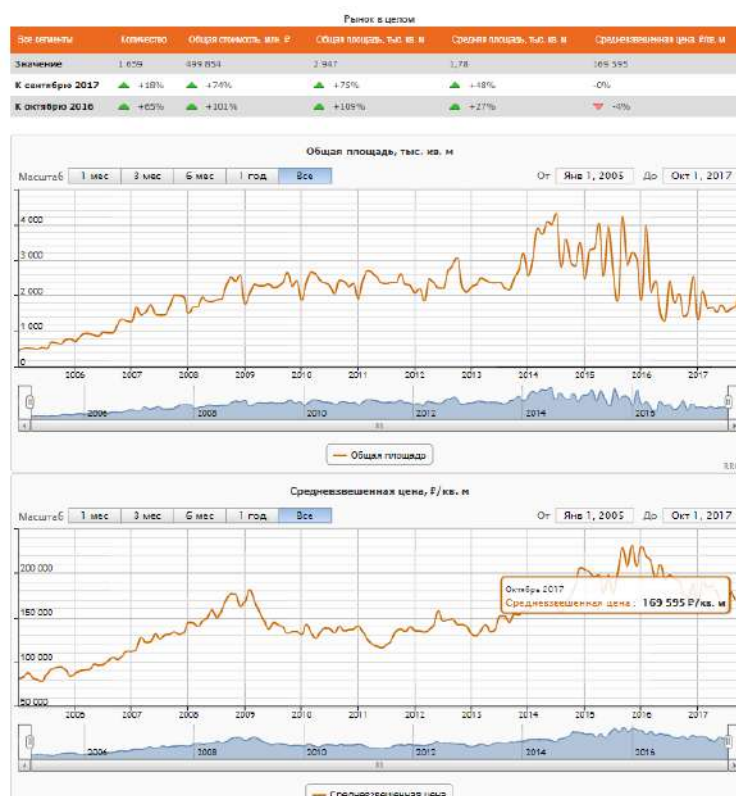 Рынок в целом
Все сегменты Количество Общая стоимость, млн. ₽ Общая площадь, тыс. кв. м Средняя площадь, тыс. кв. м Средневзвешенная цена, ₽/кв. м
Значение 1 659 499 854 2 947 1,78 169 595
К сентябрю 2017 +18% +74% +75% +48% -0%
К октябрю 2016 +65% +101% +109% +27% -4%
Общая площадь, тыс. кв. м
Масштаб 1 мес 3 мес 6 мес 1 год Все От Янв 1, 2005 До Окт 1, 2017
4 000
3 000
2 000
1 000
0
2006 2007 2008 2009 2010 2011 2012 2013 2014 2015 2016 2017
2006 2008 2010 2012 2014 2016
Общая площадь
Средневзвешенная цена, ₽/кв. м
Масштаб 1 мес 3 мес 6 мес 1 год Все От Янв 1, 2005 До Окт 1, 2017
200 000
Октябрь 2017
Средневзвешенная цена: 169 595 ₽/кв. м
150 000
100 000
50 000
2006 2007 2008 2009 2010 2011 2012 2013 2014 2015 2016 2017
2006 2008 2010 2012 2014 2016
Средневзвешенная цена